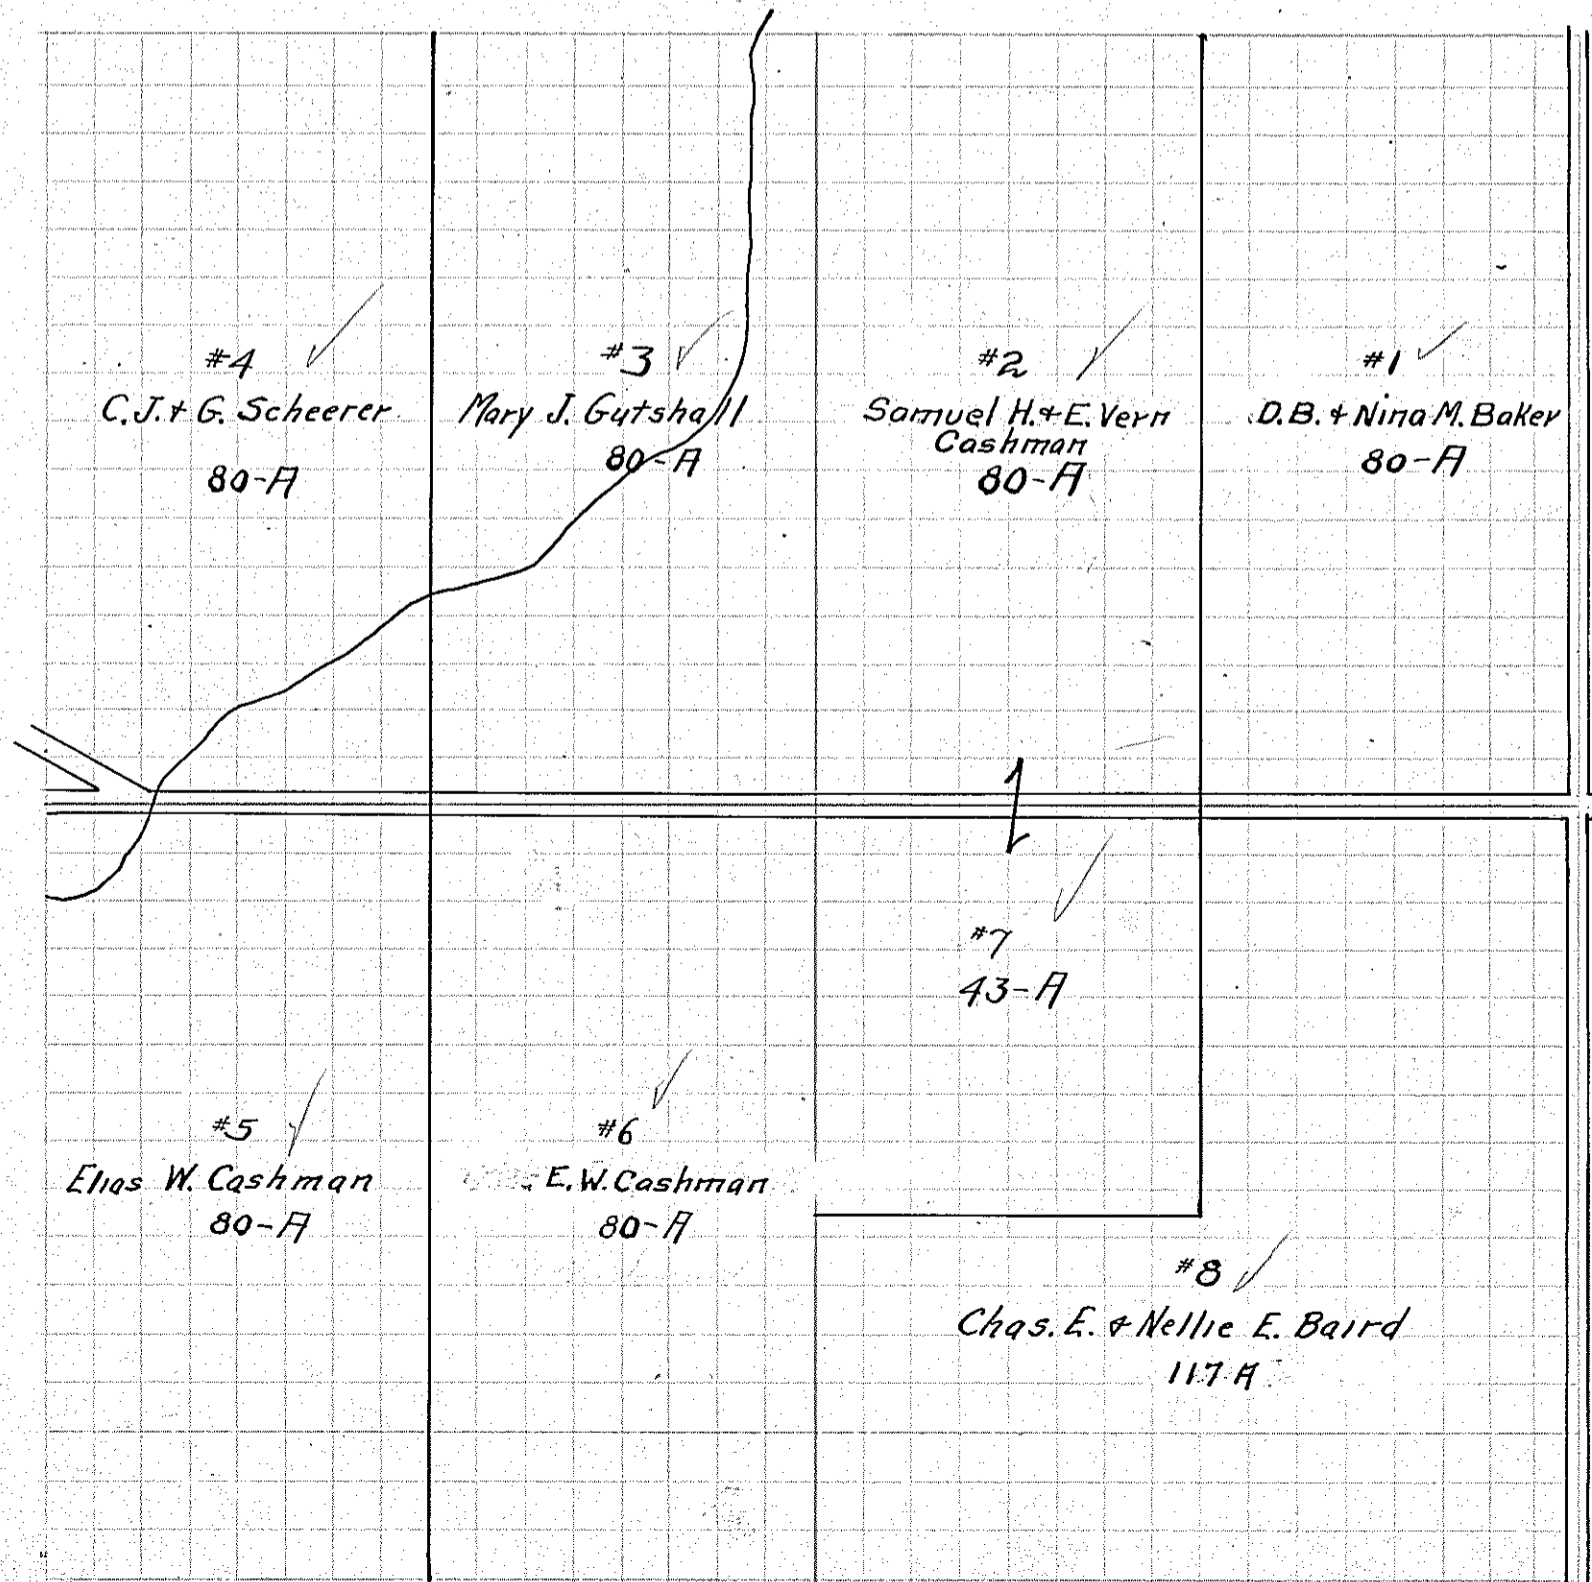 #4
C.J. & G. Scheerer
80-A
#3
Mary J. Gutshall
80-A
#2
Samuel H. & E. Vern
Cashman
80-A
#1
D.B. & Nina M. Baker
80-A
#7
43-A
#5
Elias W. Cashman
80-A
#6
E.W. Cashman
80-A
#8
Chas. E. & Nellie E. Baird
117 A